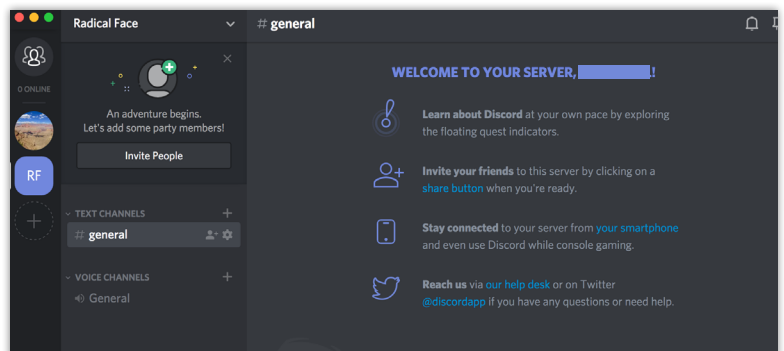 Radical Face
# general
0 ONLINE
An adventure begins.
Let's add some party members!
Invite People
RF
TEXT CHANNELS
# general
VOICE CHANNELS
General
WELCOME TO YOUR SERVER, !
Learn about Discord at your own pace by exploring
the floating quest indicators.
Invite your friends to this server by clicking on a
share button when you're ready.
Stay connected to your server from your smartphone
and even use Discord while console gaming.
Reach us via our help desk or on Twitter
@discordapp if you have any questions or need help.